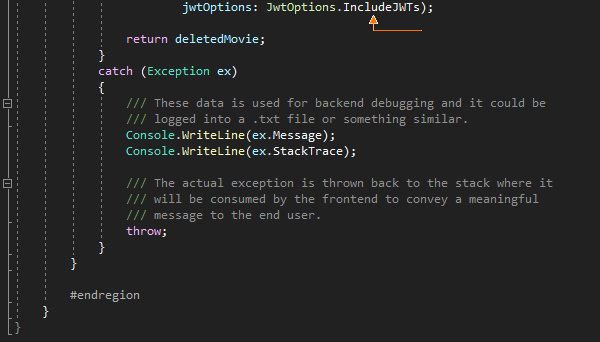 jwtOptions: JwtOptions.IncludeJWTs);
return deletedMovie;
}
catch (Exception ex)
{
/// These data is used for backend debugging and it could be
/// logged into a .txt file or something similar.
Console.WriteLine(ex.Message);
Console.WriteLine(ex.StackTrace);
/// The actual exception is thrown back to the stack where it
/// will be consumed by the frontend to convey a meaningful
/// message to the end user.
throw;
}
}
#endregion
}
}